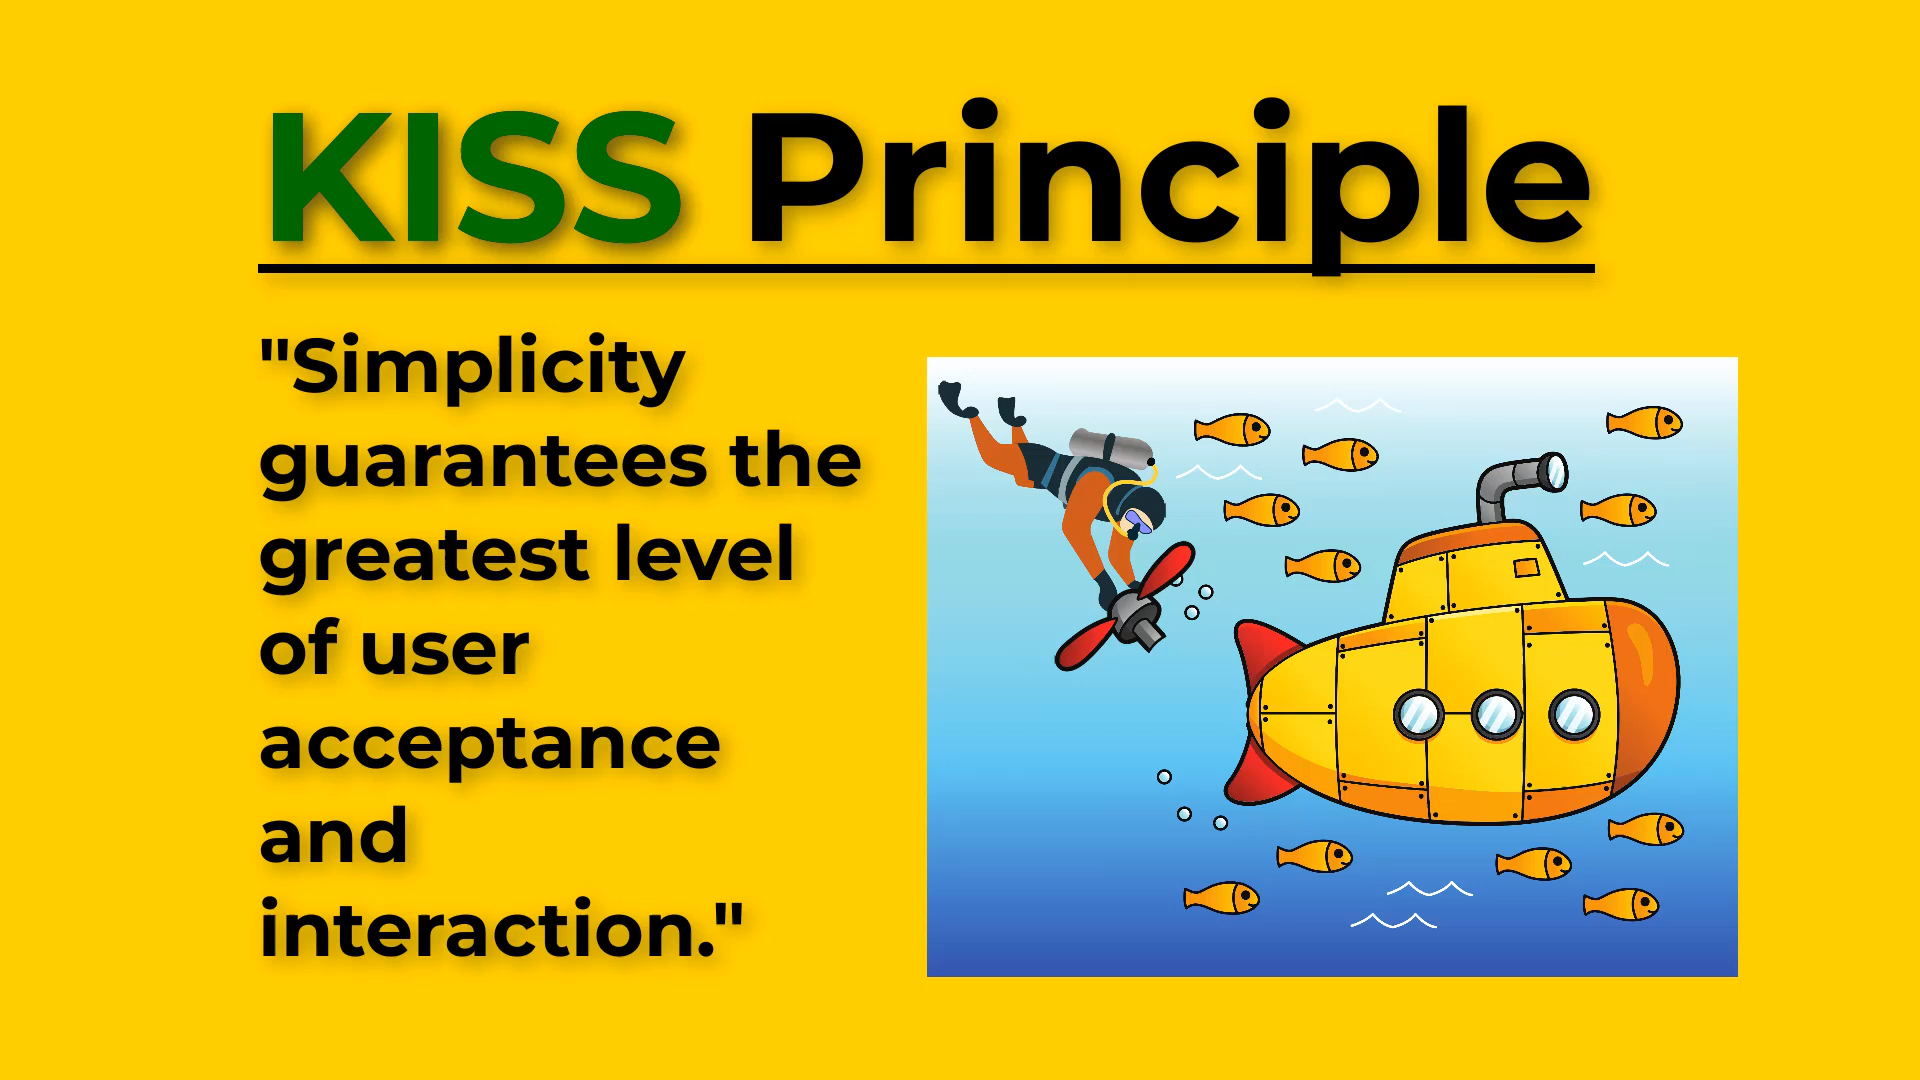 KISS Principle
"Simplicity
guarantees the
greatest level
of user
acceptance
and
interaction."